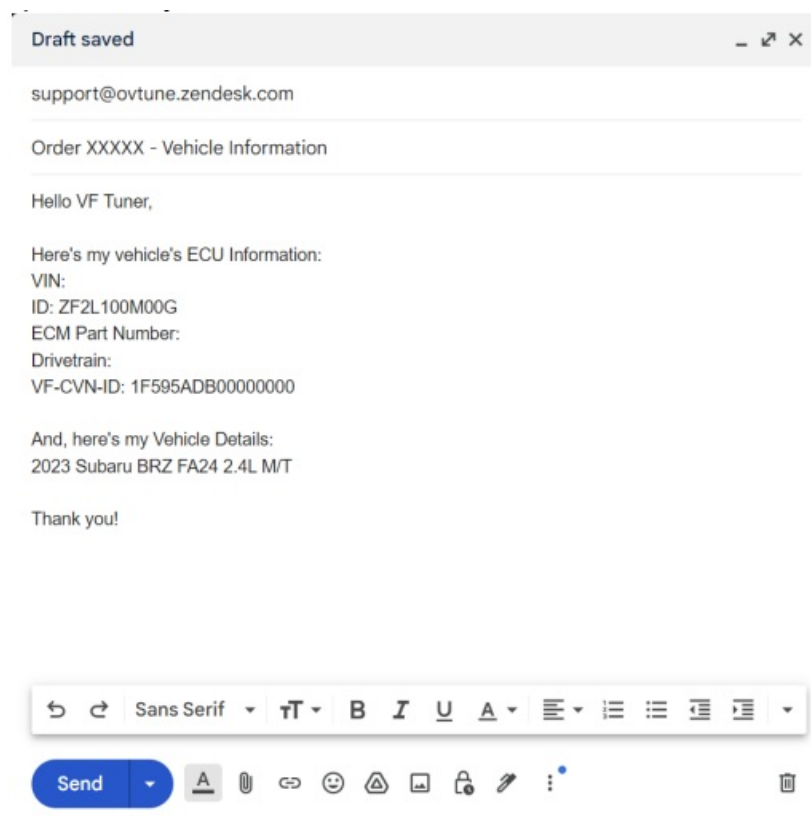 Draft saved
support@ovtune.zendesk.com
Order XXXXX - Vehicle Information
Hello VF Tuner,
Here's my vehicle's ECU Information:
VIN:
ID: ZF2L100M00G
ECM Part Number:
Drivetrain:
VF-CVN-ID: 1F595ADB00000000
And, here's my Vehicle Details:
2023 Subaru BRZ FA24 2.4L M/T
Thank you!
Sans Serif
Send